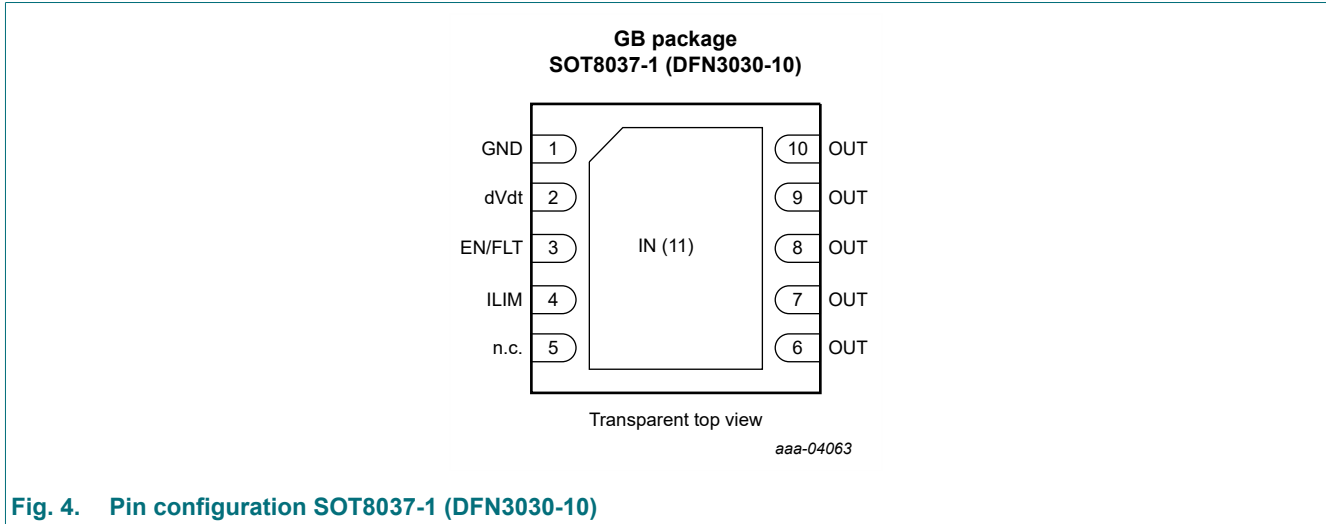 GB package
SOT8037-1 (DFN3030-10)
GND 1 10 OUT
dVdt 2 9 OUT
EN/FLT 3 IN (11) 8 OUT
ILIM 4 7 OUT
n.c. 5 6 OUT
Transparent top view
aaa-04063
Fig. 4. Pin configuration SOT8037-1 (DFN3030-10)